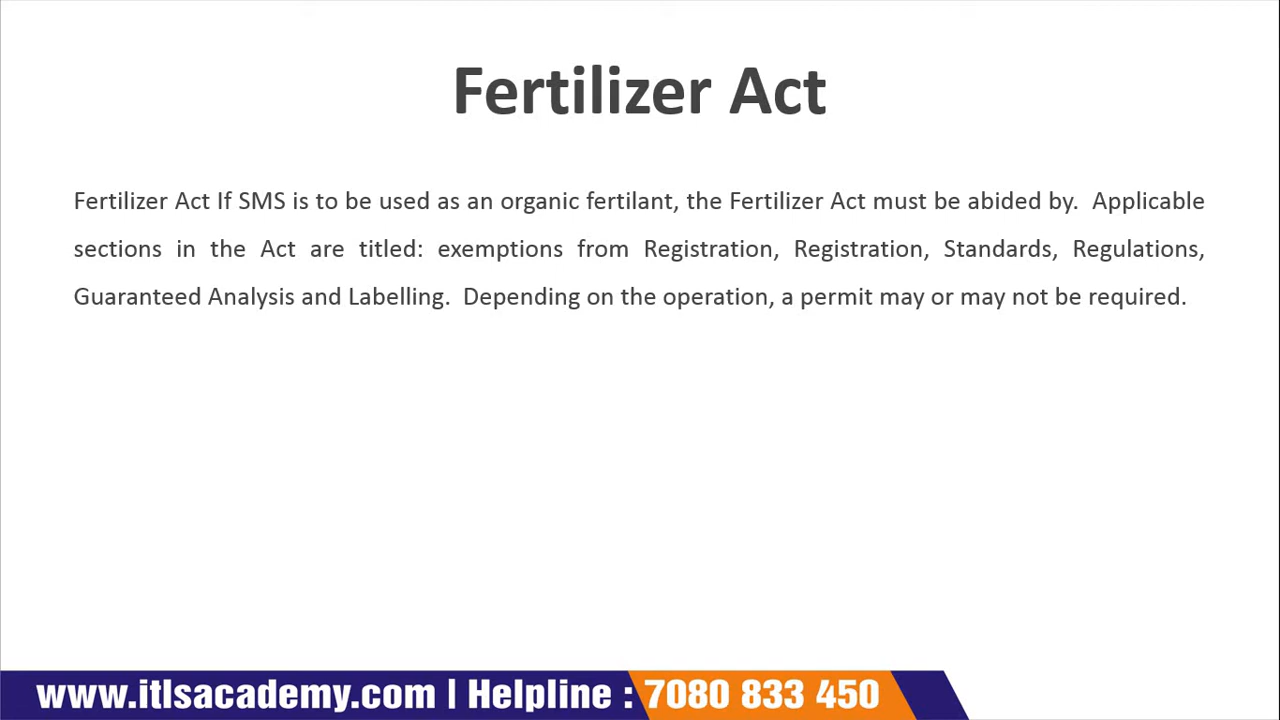 Fertilizer Act
Fertilizer Act If SMS is to be used as an organic fertilant, the Fertilizer Act must be abided by.  Applicable
sections in the Act are titled: exemptions from Registration, Registration, Standards, Regulations,
Guaranteed Analysis and Labelling.  Depending on the operation, a permit may or may not be required.
www.itlsacademy.com | Helpline : 7080 833 450